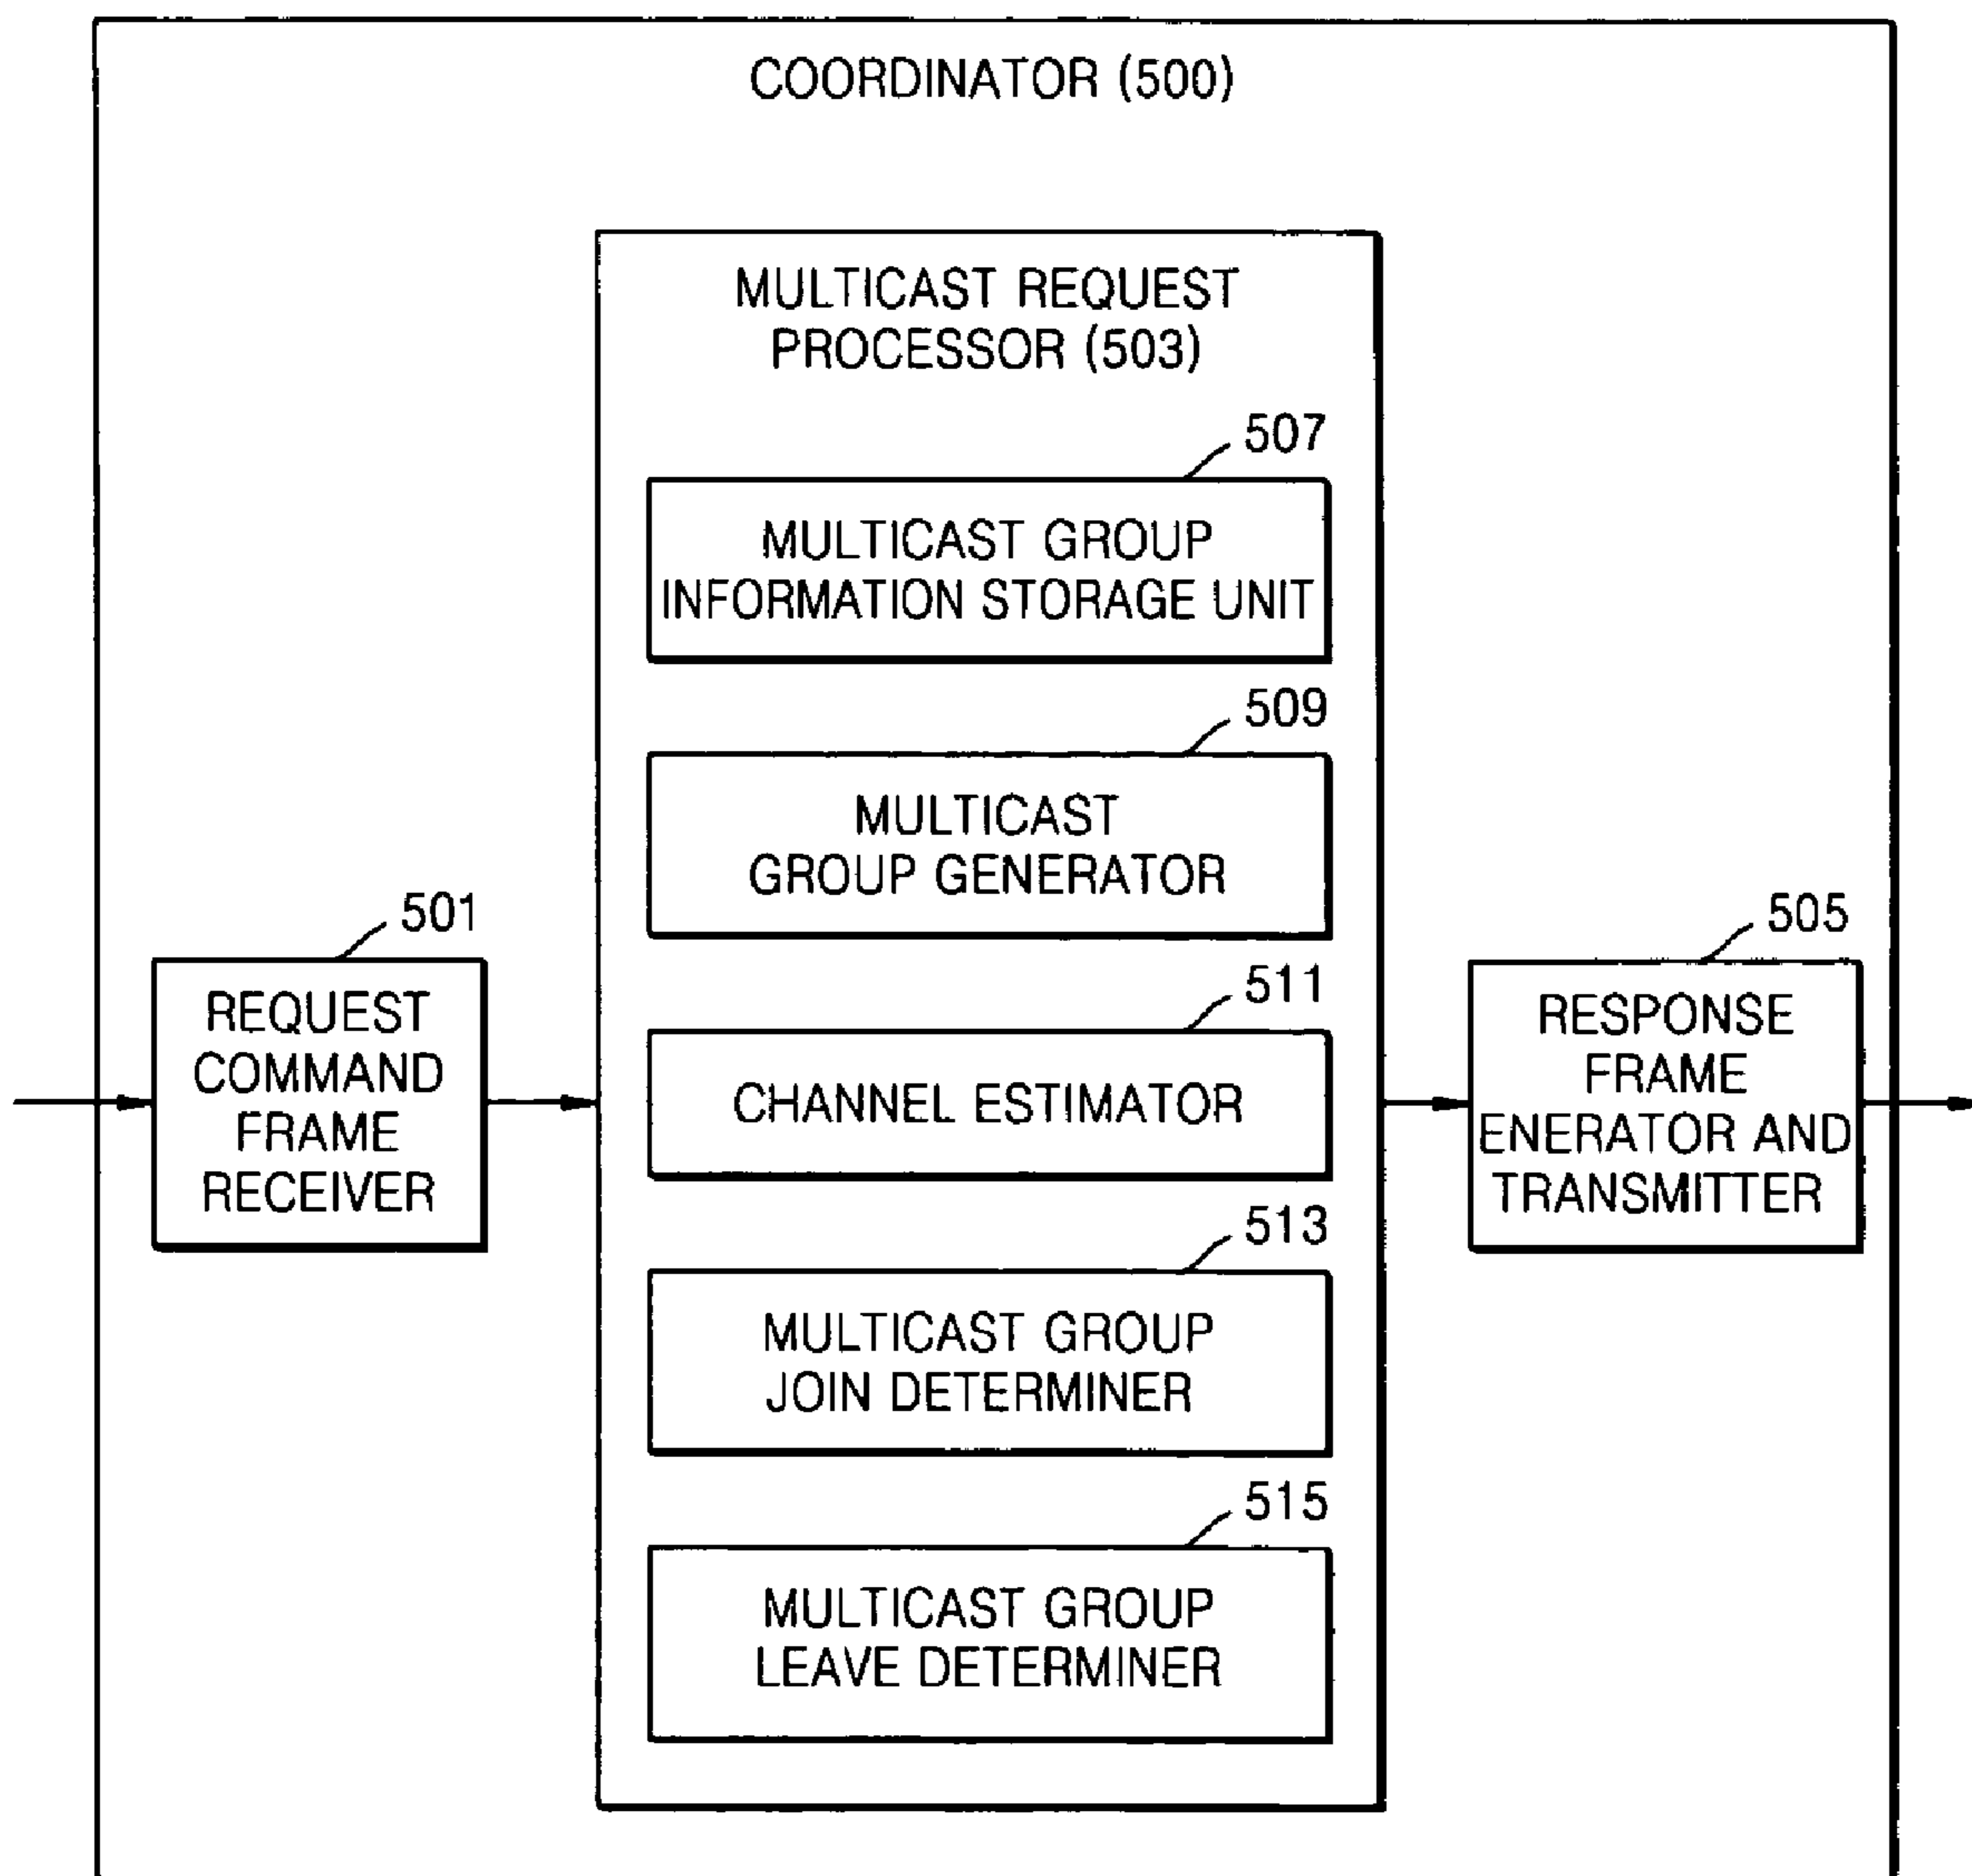 COORDINATOR (500)
MULTICAST REQUEST
PROCESSOR (503)
507
MULTICAST GROUP
INFORMATION STORAGE UNIT
509
MULTICAST
GROUP GENERATOR
501
REQUEST
COMMAND
FRAME
RECEIVER
511
CHANNEL ESTIMATOR
513
MULTICAST GROUP
JOIN DETERMINER
515
MULTICAST GROUP
LEAVE DETERMINER
505
RESPONSE
FRAME
ENERATOR AND
TRANSMITTER